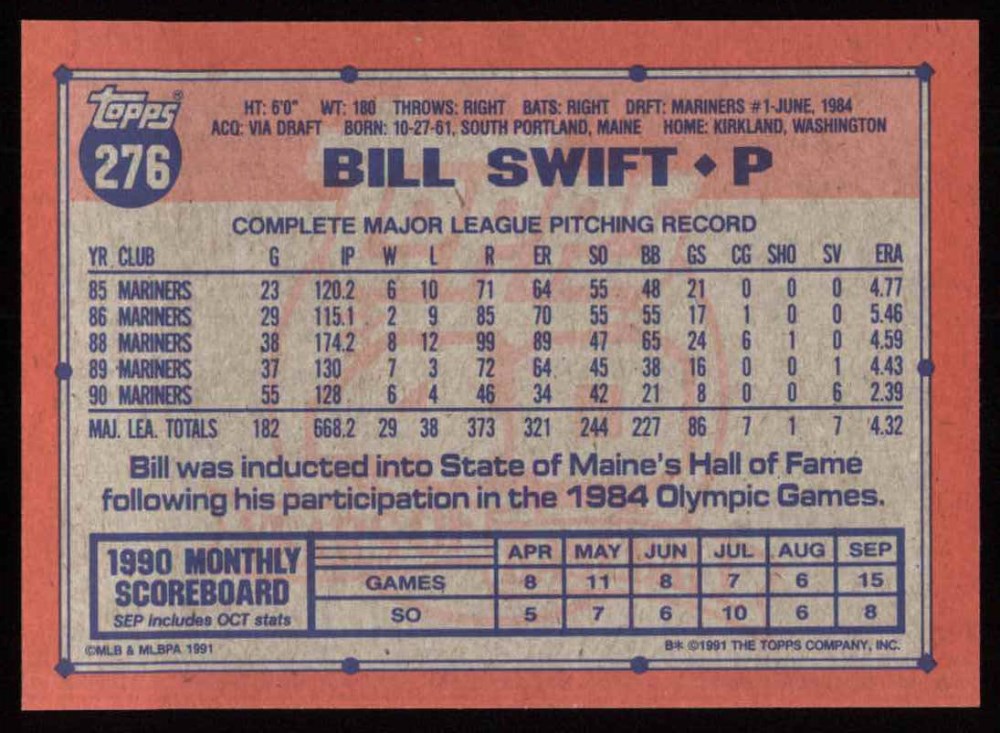 Topps®
276
HT: 6'0" WT: 180 THROWS: RIGHT BATS: RIGHT DRFT: MARINERS #1-JUNE, 1984
ACQ: VIA DRAFT BORN: 10-27-61, SOUTH PORTLAND, MAINE HOME: KIRKLAND, WASHINGTON
BILL SWIFT ♦ P
COMPLETE MAJOR LEAGUE PITCHING RECORD
YR CLUB G IP W L R ER SO BB GS CG SHO SV ERA
85 MARINERS 23 120.2 6 10 71 64 55 48 21 0 0 0 4.77
86 MARINERS 29 115.1 2 9 85 70 55 55 17 1 0 0 5.46
88 MARINERS 38 174.2 8 12 99 89 47 65 24 6 1 0 4.59
89 MARINERS 37 130 7 3 72 64 45 38 16 0 0 1 4.43
90 MARINERS 55 128 6 4 46 34 42 21 8 0 0 6 2.39
MAJ. LEA. TOTALS 182 668.2 29 38 373 321 244 227 86 7 1 7 4.32
Bill was inducted into State of Maine's Hall of Fame
following his participation in the 1984 Olympic Games.
1990 MONTHLY
SCOREBOARD
SEP includes OCT stats
APR MAY JUN JUL AUG SEP
GAMES 8 11 8 7 6 15
SO 5 7 6 10 6 8
©MLB & MLBPA 1991
B* ©1991 THE TOPPS COMPANY, INC.